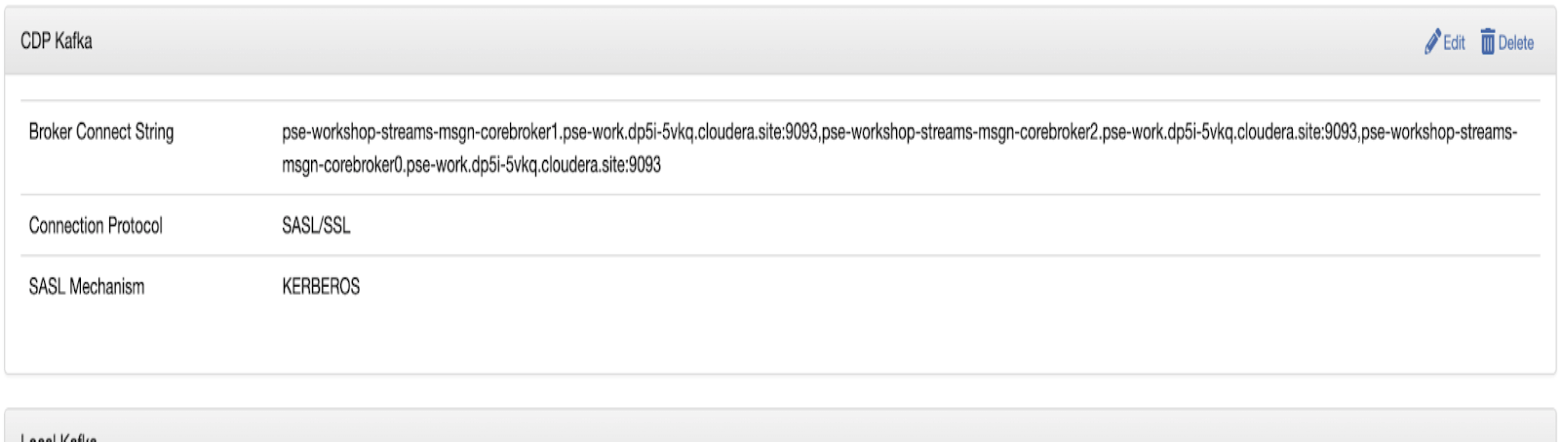 CDP Kafka
Edit Delete
Broker Connect String
pse-workshop-streams-msgn-corebroker1.pse-work.dp5i-5vkq.cloudera.site:9093,pse-workshop-streams-msgn-corebroker2.pse-work.dp5i-5vkq.cloudera.site:9093,pse-workshop-streams-
msgn-corebroker0.pse-work.dp5i-5vkq.cloudera.site:9093
Connection Protocol SASL/SSL
SASL Mechanism KERBEROS
Local Kafka